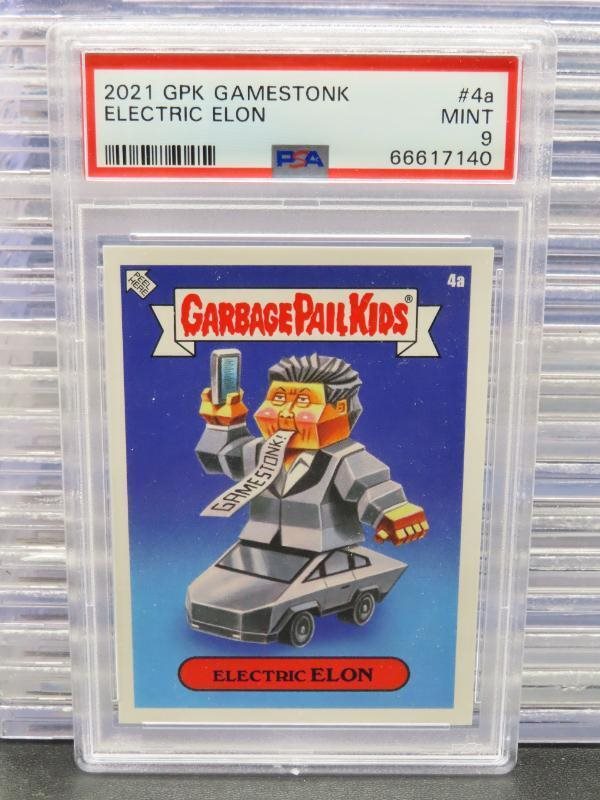 2021 GPK GAMESTONK #4a
ELECTRIC ELON MINT
9
PSA 66617140
PEEL HERE
4a
GARBAGE PAIL KIDS®
GAMESTONK!
ELECTRIC ELON